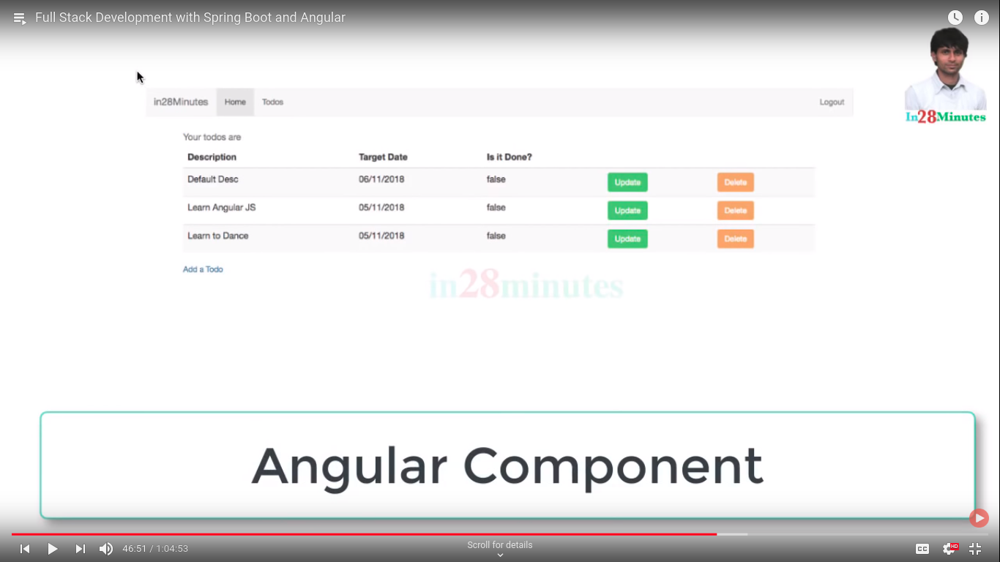 Full Stack Development with Spring Boot and Angular
In28Minutes
in28Minutes Home Todos Logout
Your todos are
Description Target Date Is it Done?
Default Desc 06/11/2018 false Update Delete
Learn Angular JS 05/11/2018 false Update Delete
Learn to Dance 05/11/2018 false Update Delete
Add a Todo
in28minutes
Angular Component
46:51 / 1:04:53
Scroll for details
CC
HD